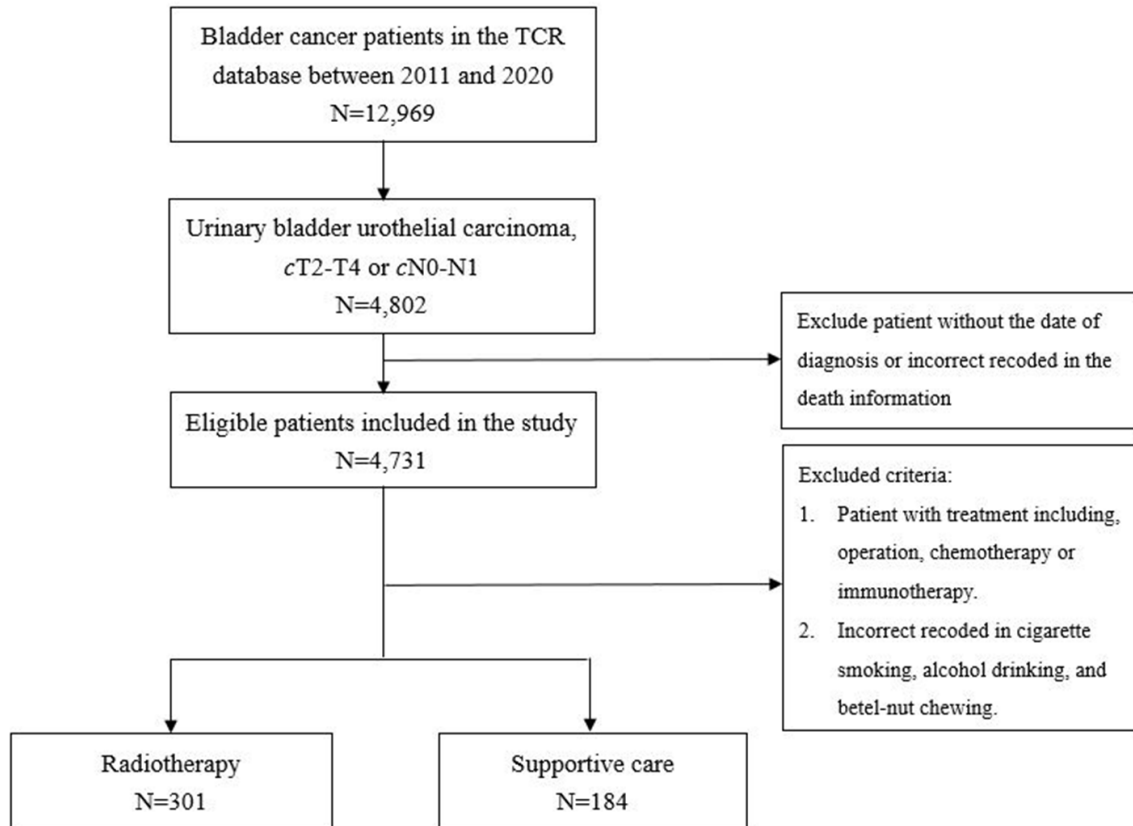 Bladder cancer patients in the TCR
database between 2011 and 2020
N=12,969
Urinary bladder urothelial carcinoma,
cT2-T4 or cN0-N1
N=4,802
Exclude patient without the date of
diagnosis or incorrect recoded in the
death information
Eligible patients included in the study
N=4,731
Excluded criteria:
1. Patient with treatment including,
operation, chemotherapy or
immunotherapy.
2. Incorrect recoded in cigarette
smoking, alcohol drinking, and
betel-nut chewing.
Radiotherapy
N=301
Supportive care
N=184